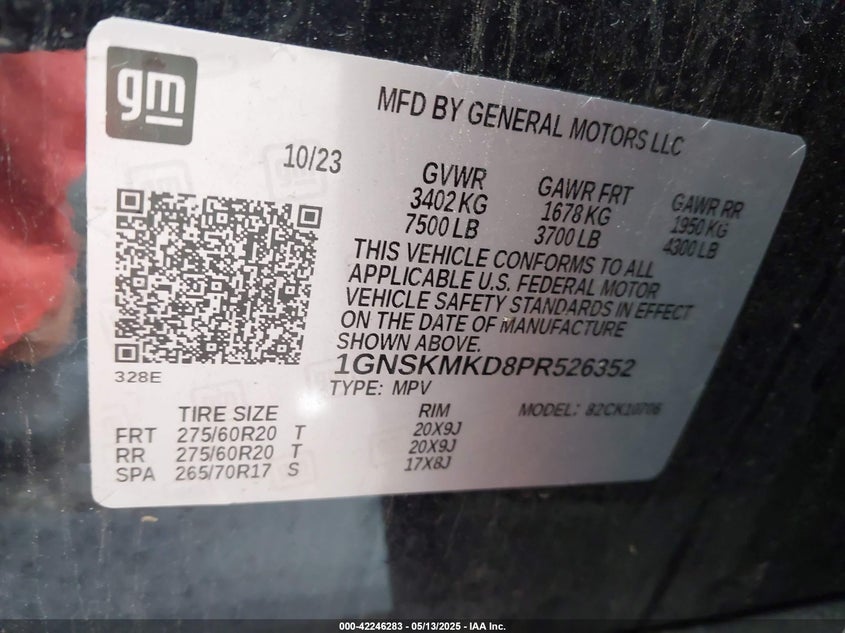 gm
MFD BY GENERAL MOTORS LLC
10/23
GVWR GAWR FRT GAWR RR
3402 KG 1678 KG 1950 KG
7500 LB 3700 LB 4300 LB
THIS VEHICLE CONFORMS TO ALL
APPLICABLE U.S. FEDERAL MOTOR
VEHICLE SAFETY STANDARDS IN EFFECT
ON THE DATE OF MANUFACTURE
SHOWN ABOVE.
328E
1GNSKMKD8PR526352
TYPE: MPV
MODEL: 82CK10706
TIRE SIZE RIM
FRT 275/60R20 T 20X9J
RR 275/60R20 T 20X9J
SPA 265/70R17 S 17X8J
000-42246283 - 05/13/2025 - IAA Inc.